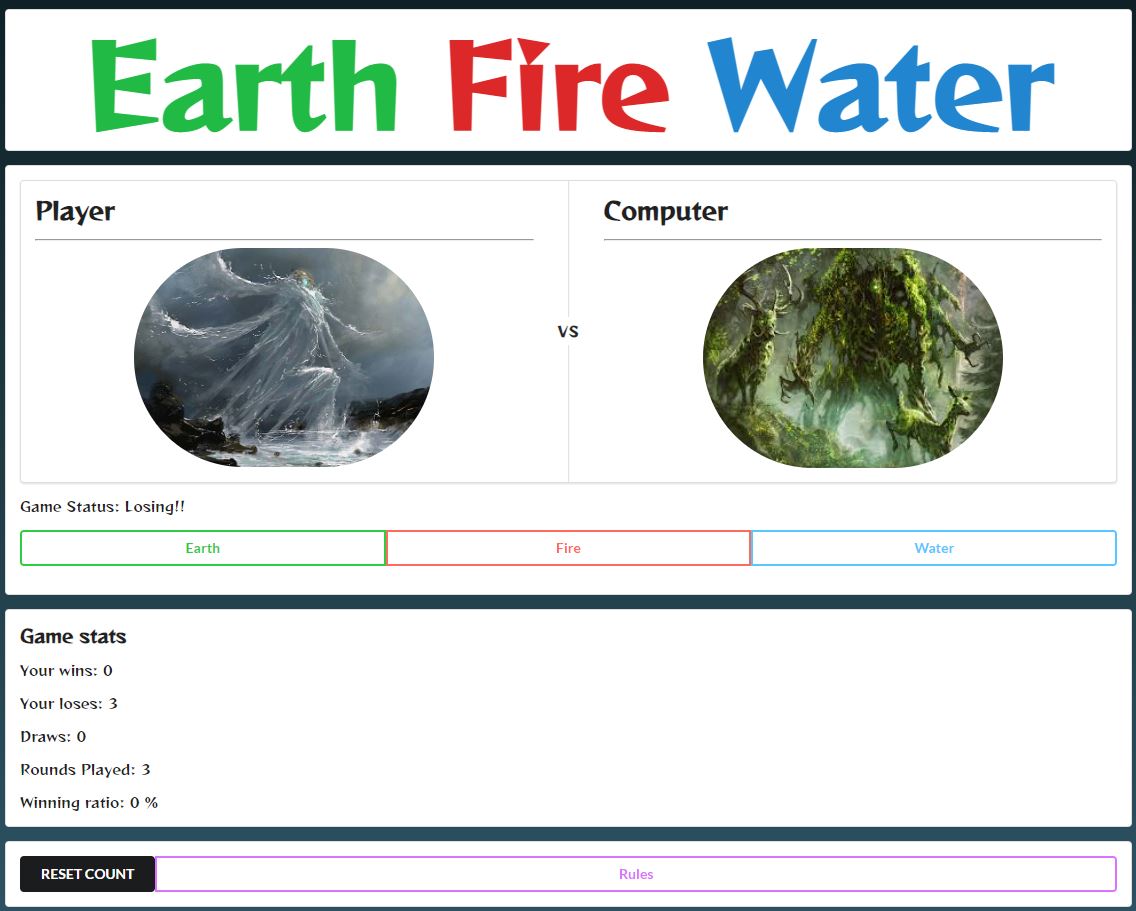 Earth Fire Water
Player
Computer
VS
Game Status: Losing!!
Earth
Fire
Water
Game stats
Your wins: 0
Your loses: 3
Draws: 0
Rounds Played: 3
Winning ratio: 0 %
RESET COUNT
Rules